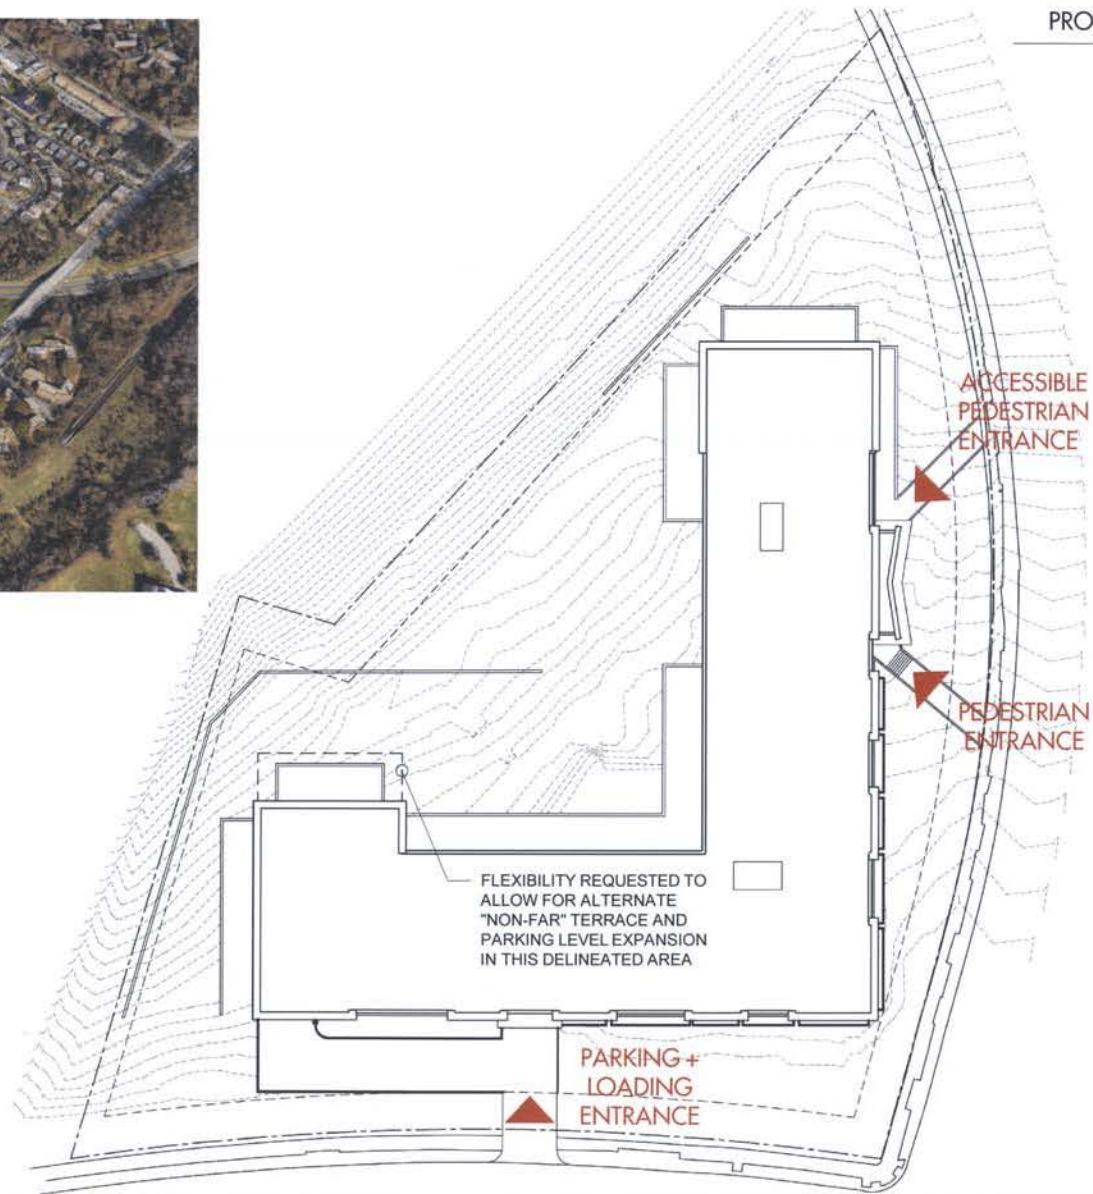 PRO
ACCESSIBLE
PEDESTRIAN
ENTRANCE
PEDESTRIAN
ENTRANCE
FLEXIBILITY REQUESTED TO
ALLOW FOR ALTERNATE
"NON-FAR" TERRACE AND
PARKING LEVEL EXPANSION
IN THIS DELINEATED AREA
PARKING +
LOADING
ENTRANCE